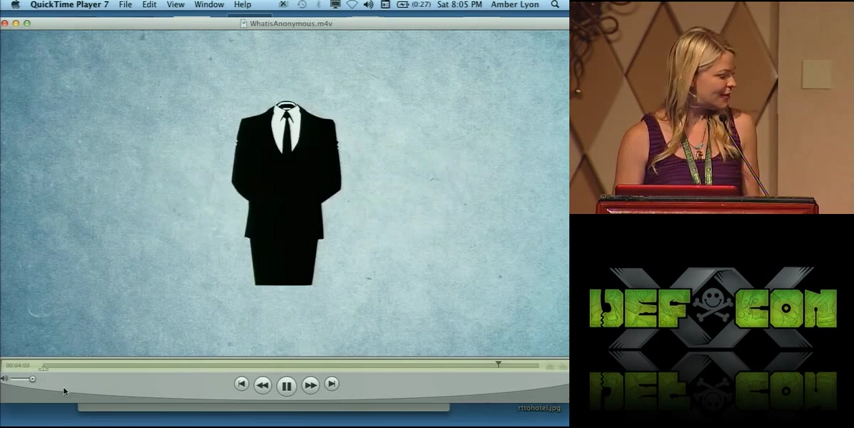 QuickTime Player 7 File Edit View Window Help (0:27) Sat 8:05 PM Amber Lyon
WhatisAnonymous.m4v
XX
DEF CON
rttohotel.jpg